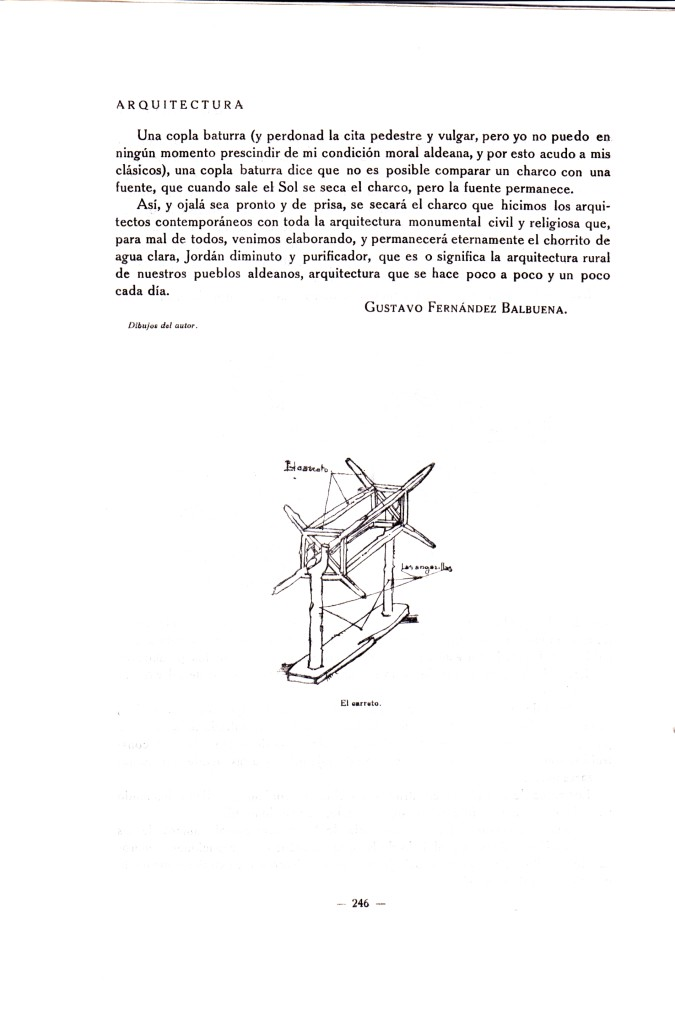 ARQUITECTURA
Una copla baturra (y perdonad la cita pedestre y vulgar, pero yo no puedo en
ningún momento prescindir de mi condición moral aldeana, y por esto acudo a mis
clásicos), una copla baturra dice que no es posible comparar un charco con una
fuente, que cuando sale el Sol se seca el charco, pero la fuente permanece.
Así, y ojalá sea pronto y de prisa, se secará el charco que hicimos los arqui-
tectos contemporáneos con toda la arquitectura monumental civil y religiosa que,
para mal de todos, venimos elaborando, y permanecerá eternamente el chorrito de
agua clara, Jordán diminuto y purificador, que es o significa la arquitectura rural
de nuestros pueblos aldeanos, arquitectura que se hace poco a poco y un poco
cada día.
GUSTAVO FERNÁNDEZ BALBUENA.
Dibujos del autor.
El carreto
Las angarillas
El carreto.
— 246 —